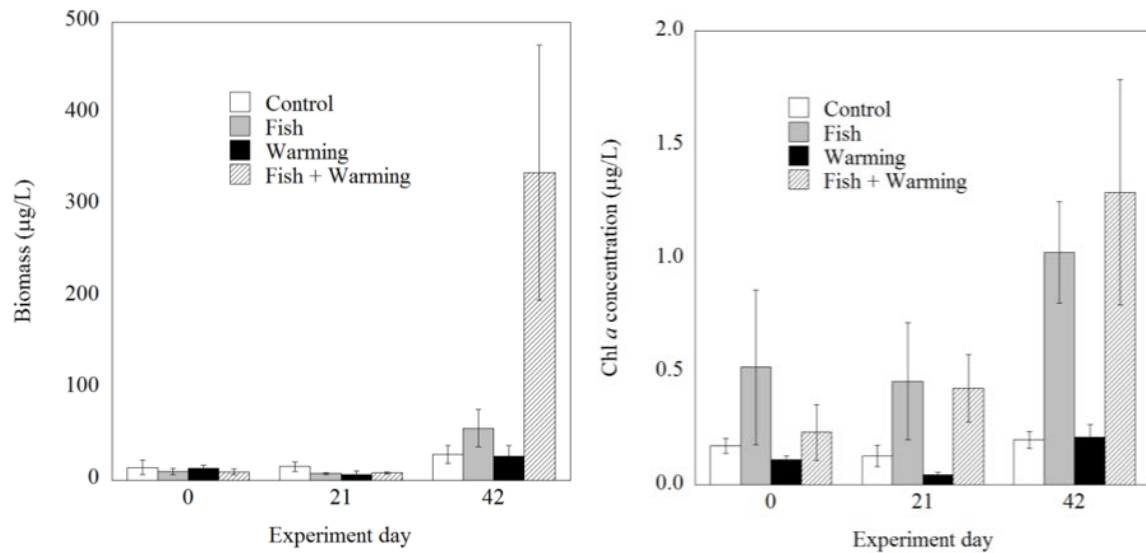 500
400
300
200
100
0
Biomass (µg/L)
Control
Fish
Warming
Fish + Warming
0 21 42
Experiment day
2.0
1.5
1.0
0.5
0.0
Chl a concentration (µg/L)
Control
Fish
Warming
Fish + Warming
0 21 42
Experiment day